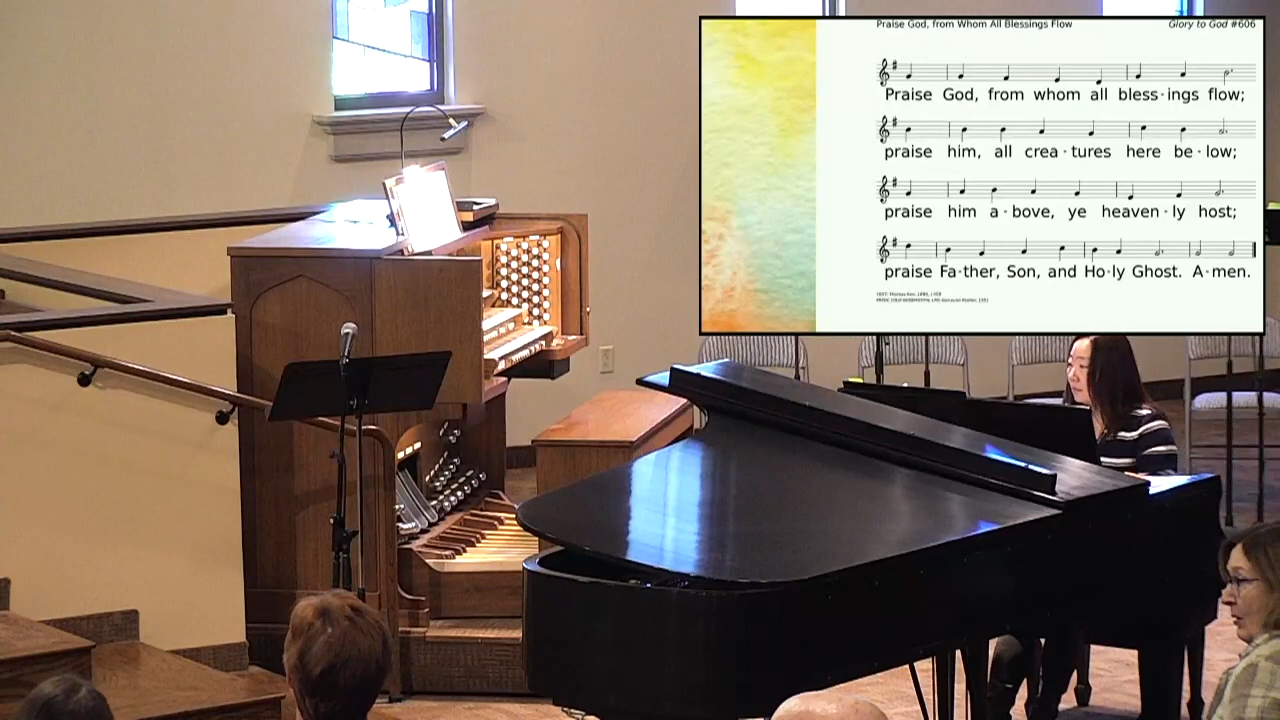 Praise God, from Whom All Blessings Flow Glory to God #606
Praise God, from whom all bless-ings flow;
praise him, all crea-tures here be-low;
praise him a-bove, ye heaven-ly host;
praise Fa-ther, Son, and Ho-ly Ghost. A-men.